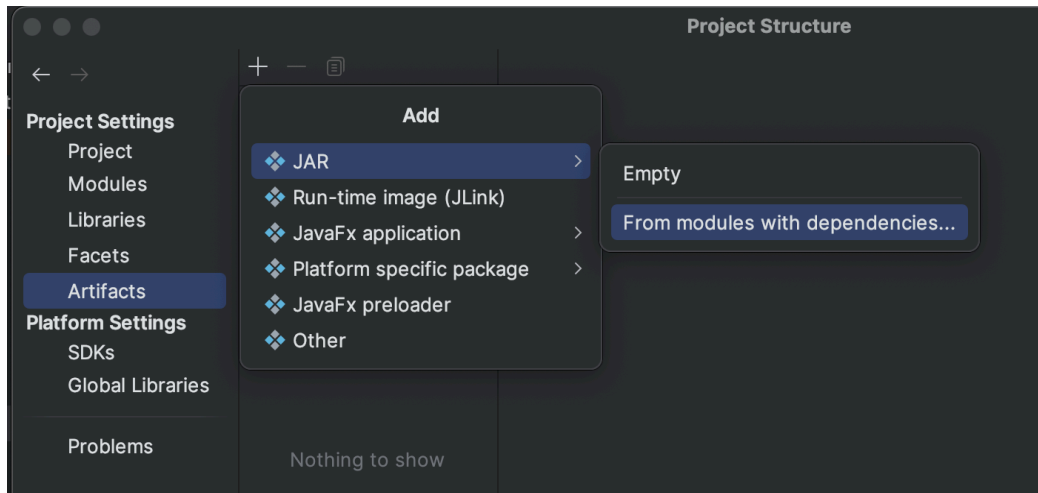 Project Structure
Project Settings
Project
Modules
Libraries
Facets
Artifacts
Platform Settings
SDKs
Global Libraries
Problems
Add
JAR
Run-time image (JLink)
JavaFx application
Platform specific package
JavaFx preloader
Other
Empty
From modules with dependencies...
Nothing to show